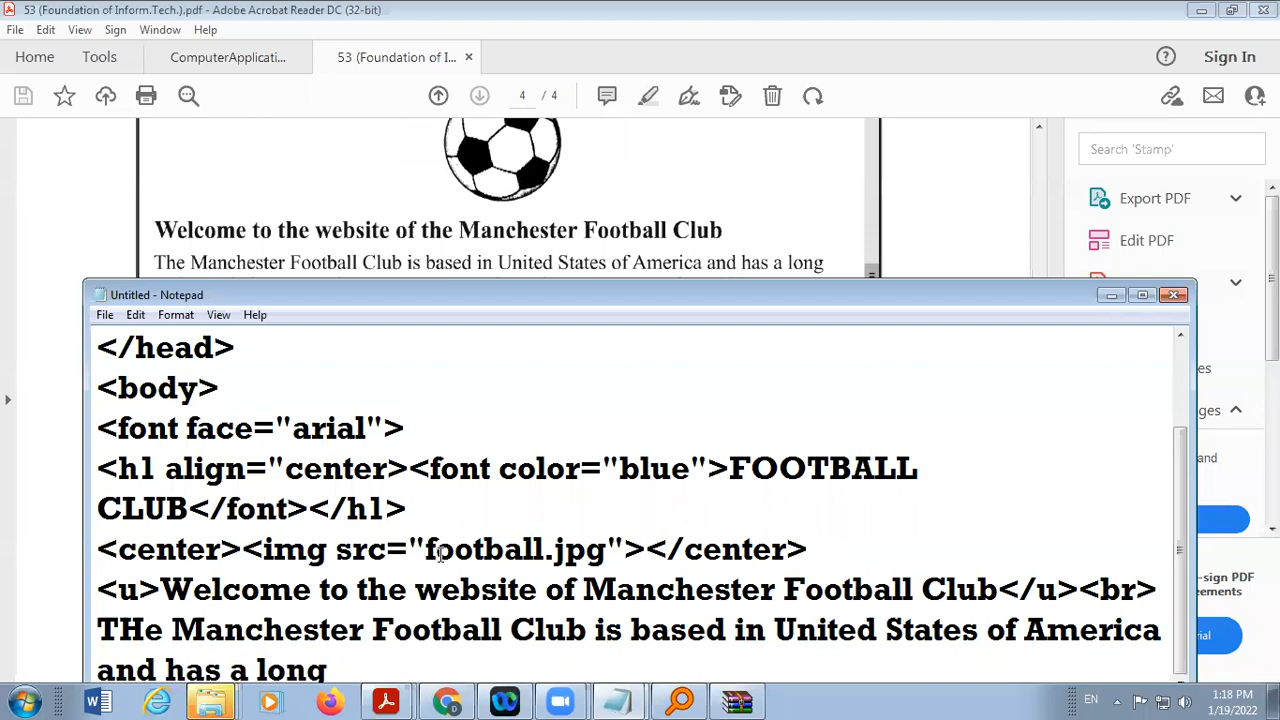 53 (Foundation of Inform.Tech.).pdf - Adobe Acrobat Reader DC (32-bit)
File Edit View Sign Window Help
Home Tools ComputerApplicati... 53 (Foundation of I... × Sign In
4 / 4
Search 'Stamp'
Export PDF
Edit PDF
Welcome to the website of the Manchester Football Club
The Manchester Football Club is based in United States of America and has a long
Untitled - Notepad
File Edit Format View Help
</head>
<body>
<font face="arial">
<h1 align="center><font color="blue">FOOTBALL
CLUB</font></h1>
<center><img src="football.jpg"></center>
<u>Welcome to the website of Manchester Football Club</u><br>
THe Manchester Football Club is based in United States of America
and has a long
EN
1:18 PM
1/19/2022